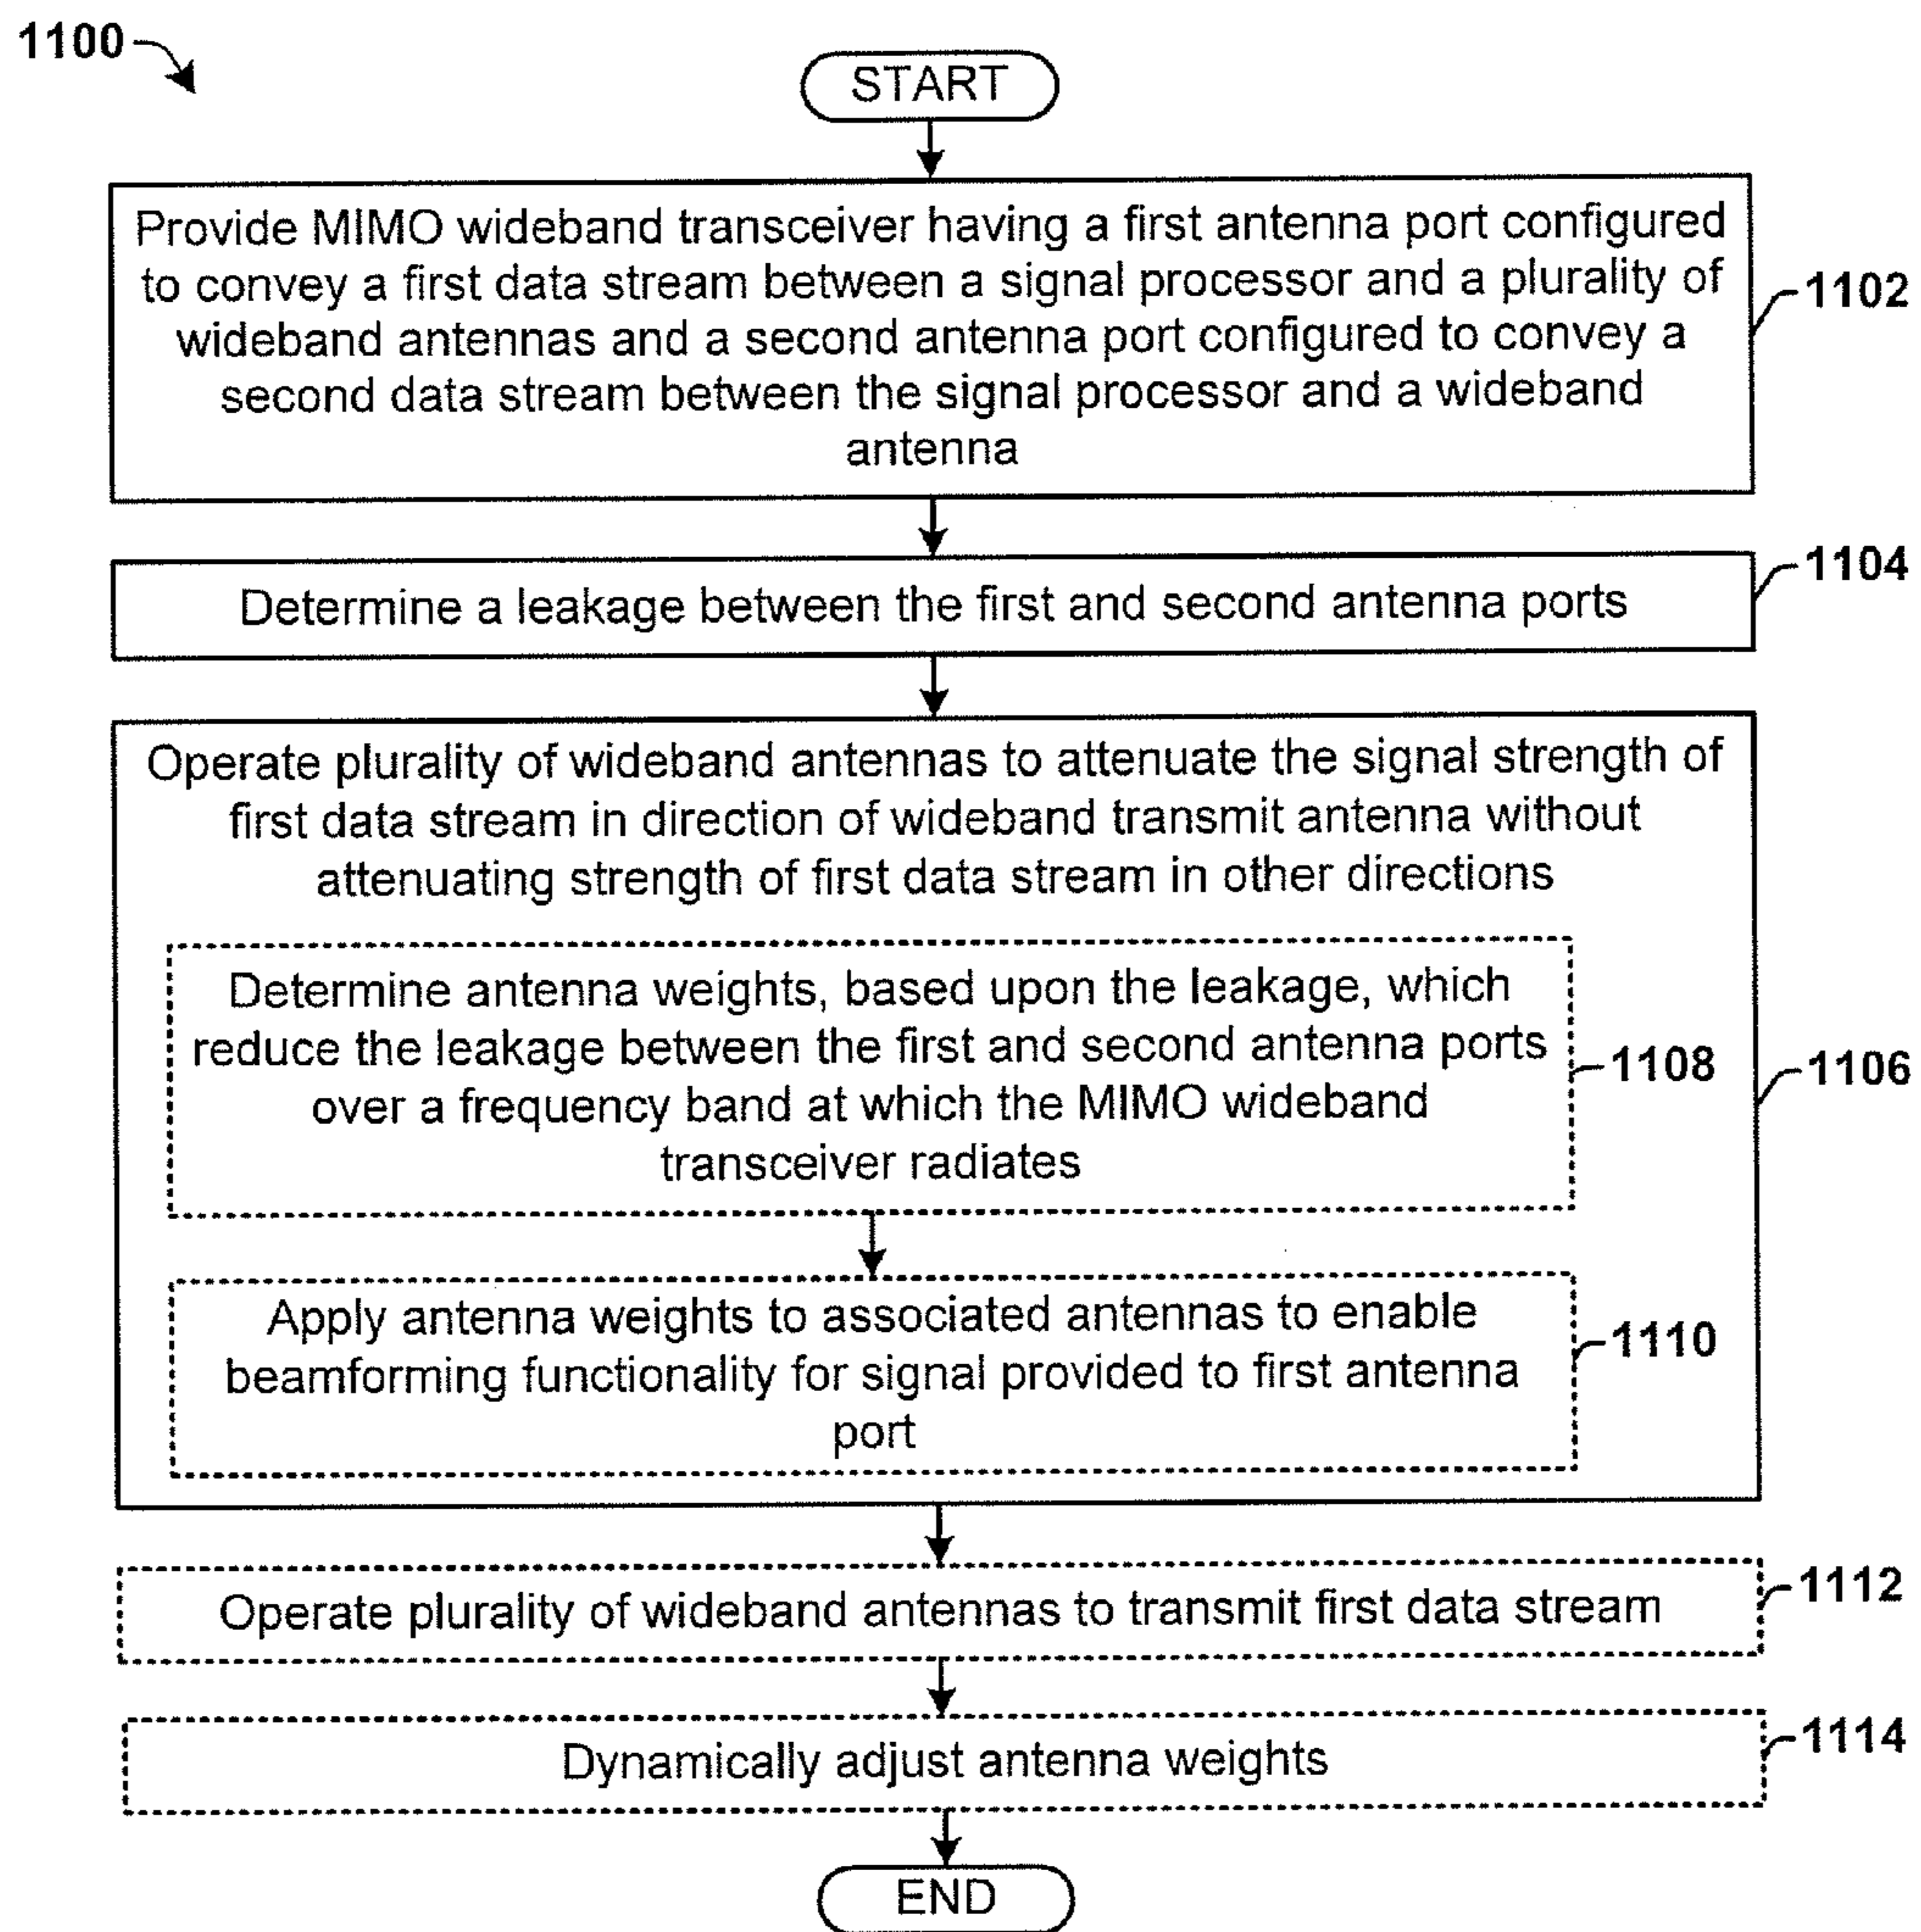 1100
START
Provide MIMO wideband transceiver having a first antenna port configured
to convey a first data stream between a signal processor and a plurality of
wideband antennas and a second antenna port configured to convey a
second data stream between the signal processor and a wideband
antenna
1102
Determine a leakage between the first and second antenna ports
1104
Operate plurality of wideband antennas to attenuate the signal strength of
first data stream in direction of wideband transmit antenna without
attenuating strength of first data stream in other directions
Determine antenna weights, based upon the leakage, which
reduce the leakage between the first and second antenna ports
over a frequency band at which the MIMO wideband
transceiver radiates
1108
1106
Apply antenna weights to associated antennas to enable
beamforming functionality for signal provided to first antenna
port
1110
Operate plurality of wideband antennas to transmit first data stream
1112
Dynamically adjust antenna weights
1114
END